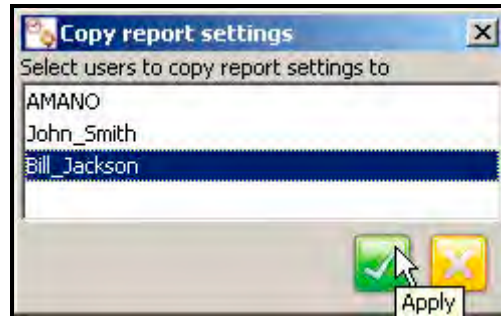 Copy report settings
Select users to copy report settings to
AMANO
John_Smith
Bill_Jackson
Apply